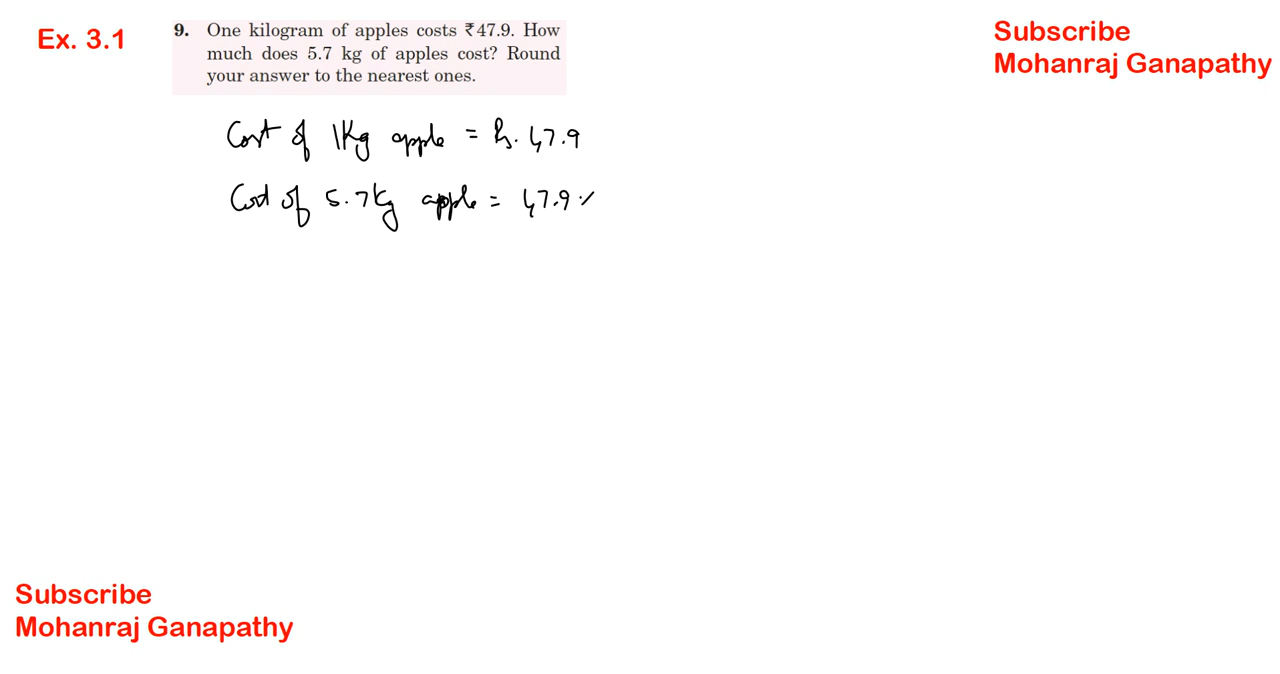 Ex. 3.1
9. One kilogram of apples costs ₹47.9. How
much does 5.7 kg of apples cost? Round
your answer to the nearest ones.
Subscribe
Mohanraj Ganapathy
Cost of 1Kg apple = Rs. 47.9
Cost of 5.7Kg apple = 47.9 ×
Subscribe
Mohanraj Ganapathy